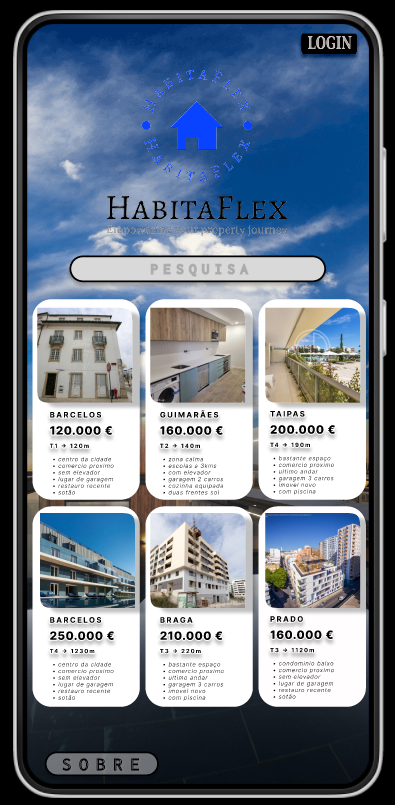 LOGIN
HABITAFLEX
HABITAFLEX
HABITAFLEX
Empowering your property journey
PESQUISA
BARCELOS
120.000 €
T1 → 120m
• centro da cidade
• comercio proximo
• sem elevador
• lugar de garagem
• restauro recente
• sotão
GUIMARÃES
160.000 €
T2 → 140m
• zona calma
• escolas a 3kms
• com elevador
• garagem 2 carros
• cozinha equipada
• duas frentes sol
TAIPAS
200.000 €
T4 → 190m
• bastante espaço
• comercio proximo
• ultimo andar
• garagem 3 carros
• imovel novo
• com piscina
BARCELOS
250.000 €
T4 → 1230m
• centro da cidade
• comercio proximo
• sem elevador
• lugar de garagem
• restauro recente
• sotão
BRAGA
210.000 €
T3 → 220m
• bastante espaço
• comercio proximo
• ultimo andar
• garagem 3 carros
• imovel novo
• com piscina
PRADO
160.000 €
T3 → 1120m
• condominio baixo
• comercio proximo
• sem elevador
• lugar de garagem
• restauro recente
• sotão
SOBRE